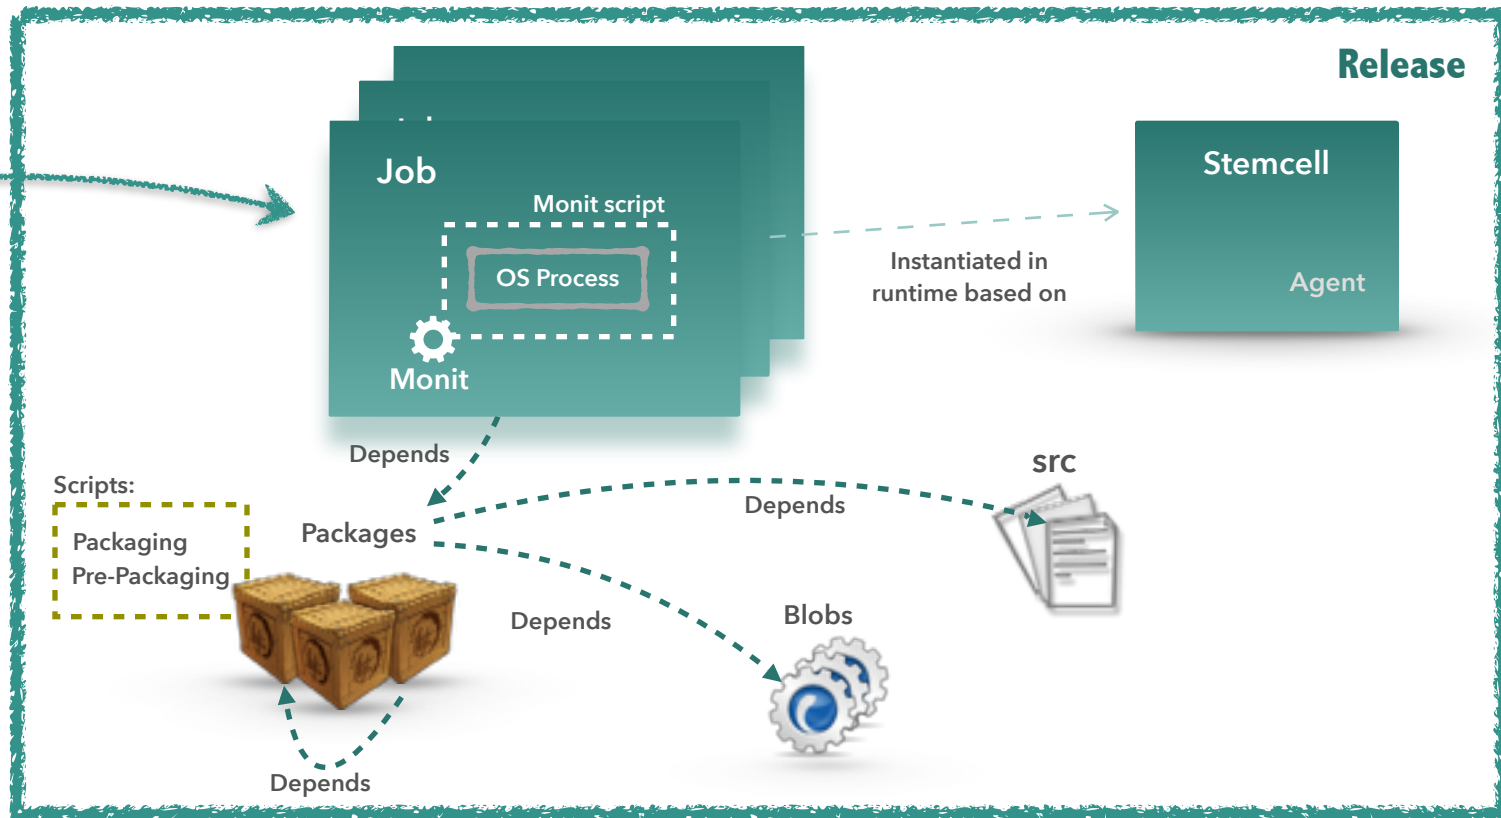 Release
Job
Monit script
OS Process
Monit
Stemcell
Agent
Instantiated in
runtime based on
Depends
Scripts:
Packaging
Pre-Packaging
Packages
Depends
src
Depends
Blobs
Depends